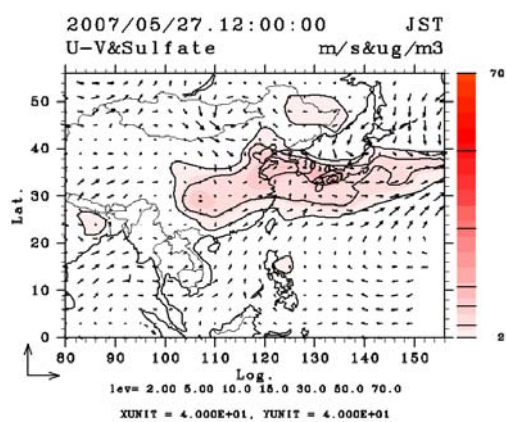 2007/05/27.12:00:00 JST
U-V&Sulfate m/s&ug/m3
70
50
40
Lat.
30
20
10
0
2
80 90 100 110 120 130 140 150
Log.
lev= 2.00 5.00 10.0 15.0 30.0 50.0 70.0
XUNIT = 4.000E+01, YUNIT = 4.000E+01